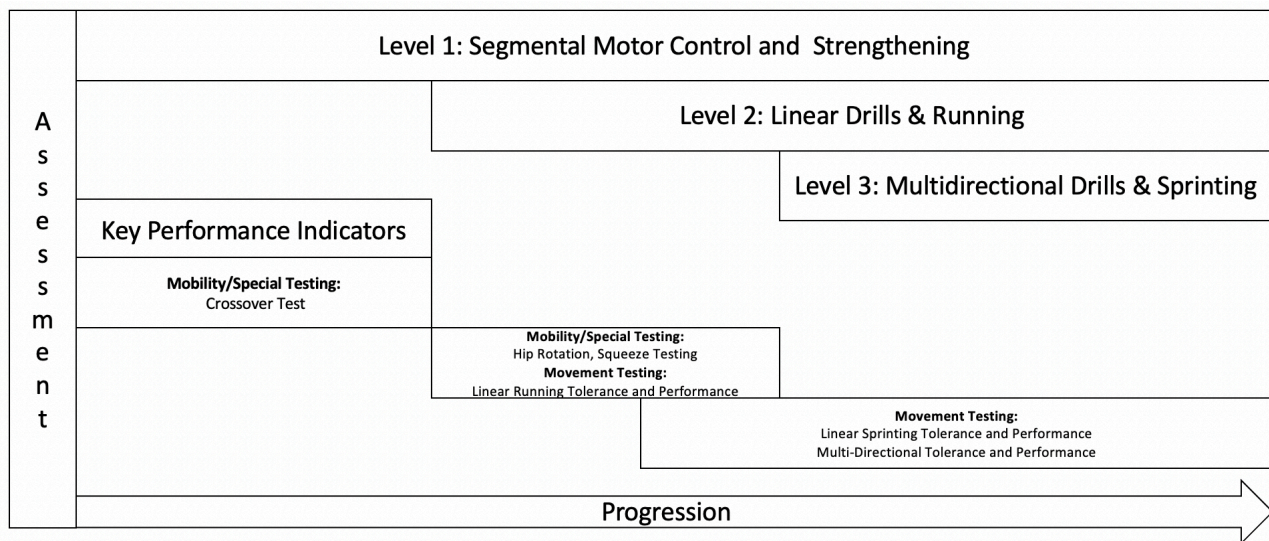 Assessment
Level 1: Segmental Motor Control and Strengthening
Level 2: Linear Drills & Running
Level 3: Multidirectional Drills & Sprinting
Key Performance Indicators
Mobility/Special Testing:
Crossover Test
Mobility/Special Testing:
Hip Rotation, Squeeze Testing
Movement Testing:
Linear Running Tolerance and Performance
Movement Testing:
Linear Sprinting Tolerance and Performance
Multi-Directional Tolerance and Performance
Progression